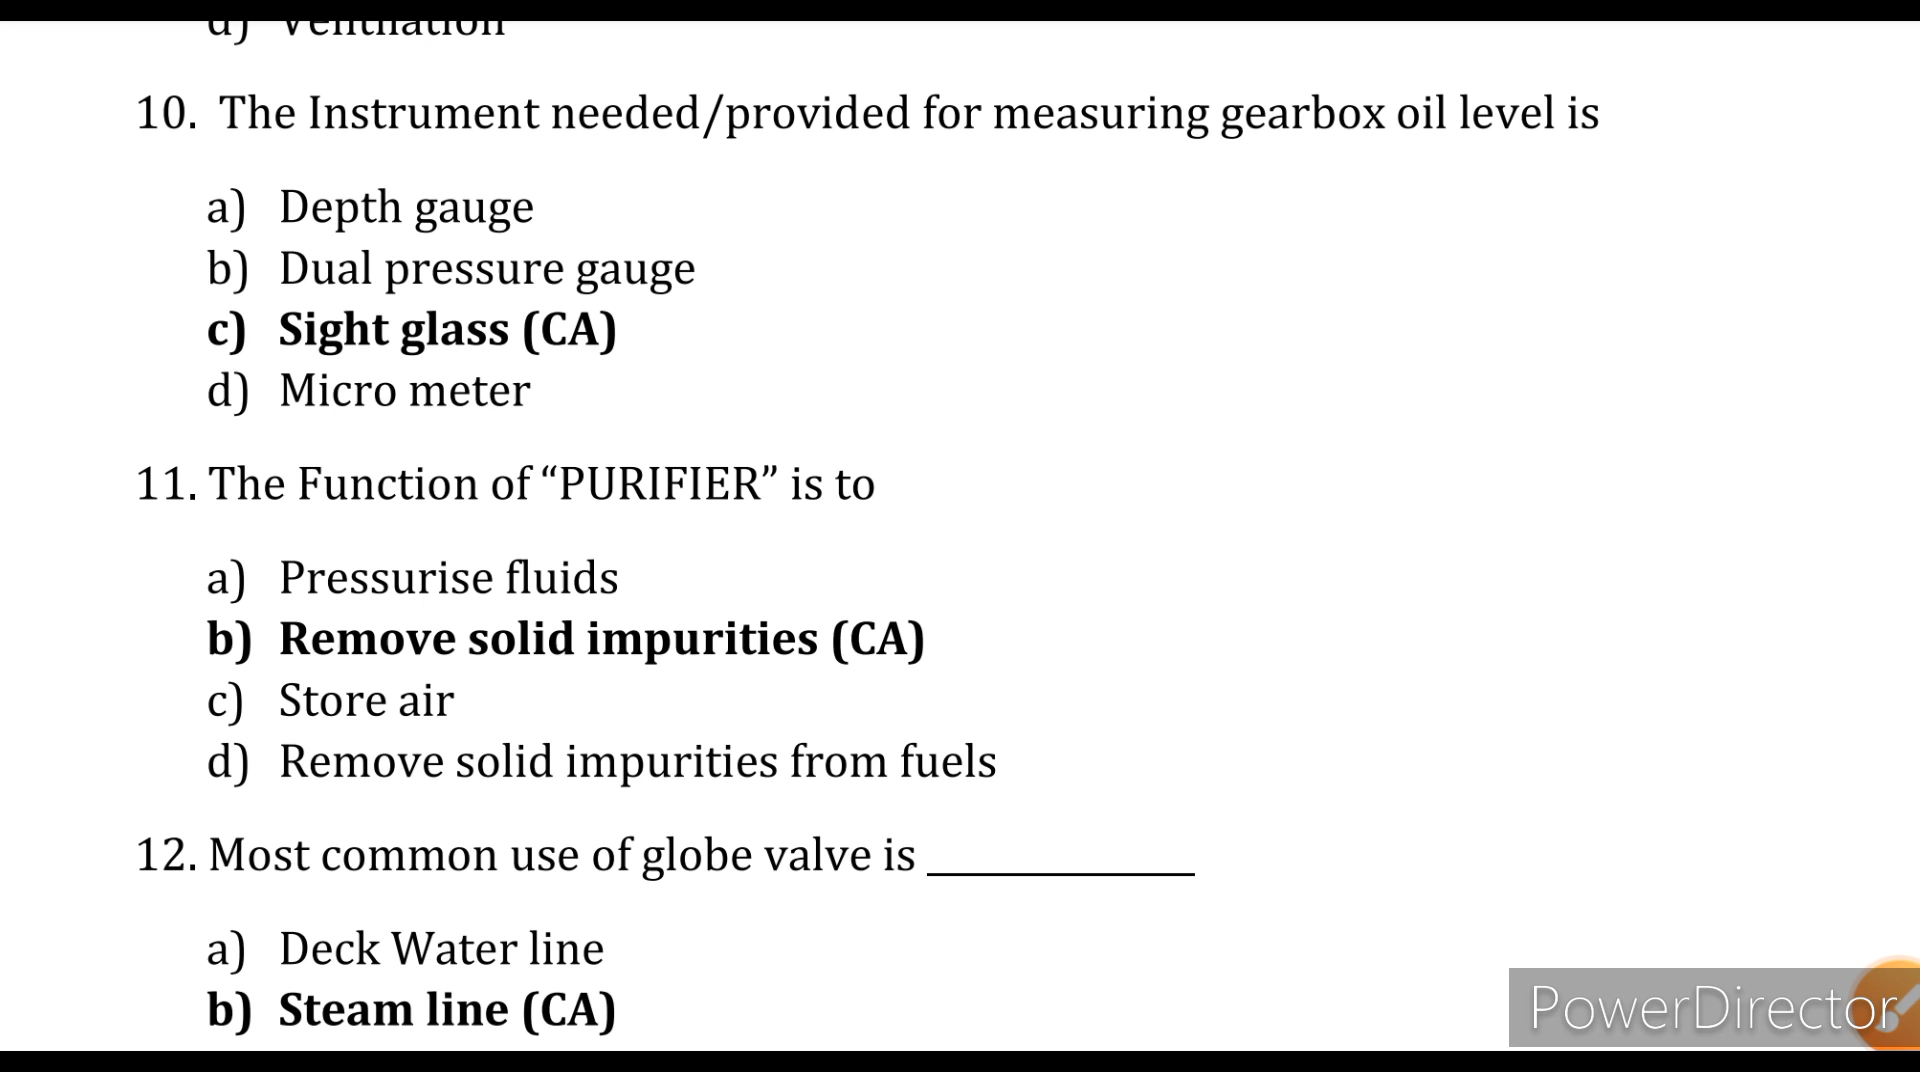 d) Ventilation
10. The Instrument needed/provided for measuring gearbox oil level is
a) Depth gauge
b) Dual pressure gauge
c) Sight glass (CA)
d) Micro meter
11. The Function of “PURIFIER” is to
a) Pressurise fluids
b) Remove solid impurities (CA)
c) Store air
d) Remove solid impurities from fuels
12. Most common use of globe valve is ____________
a) Deck Water line
b) Steam line (CA)
PowerDirector